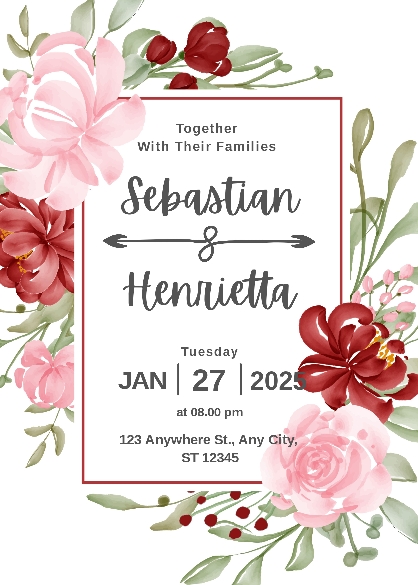 Together
With Their Families
Sebastian
&
Henrietta
Tuesday
JAN | 27 | 2025
at 08.00 pm
123 Anywhere St., Any City,
ST 12345